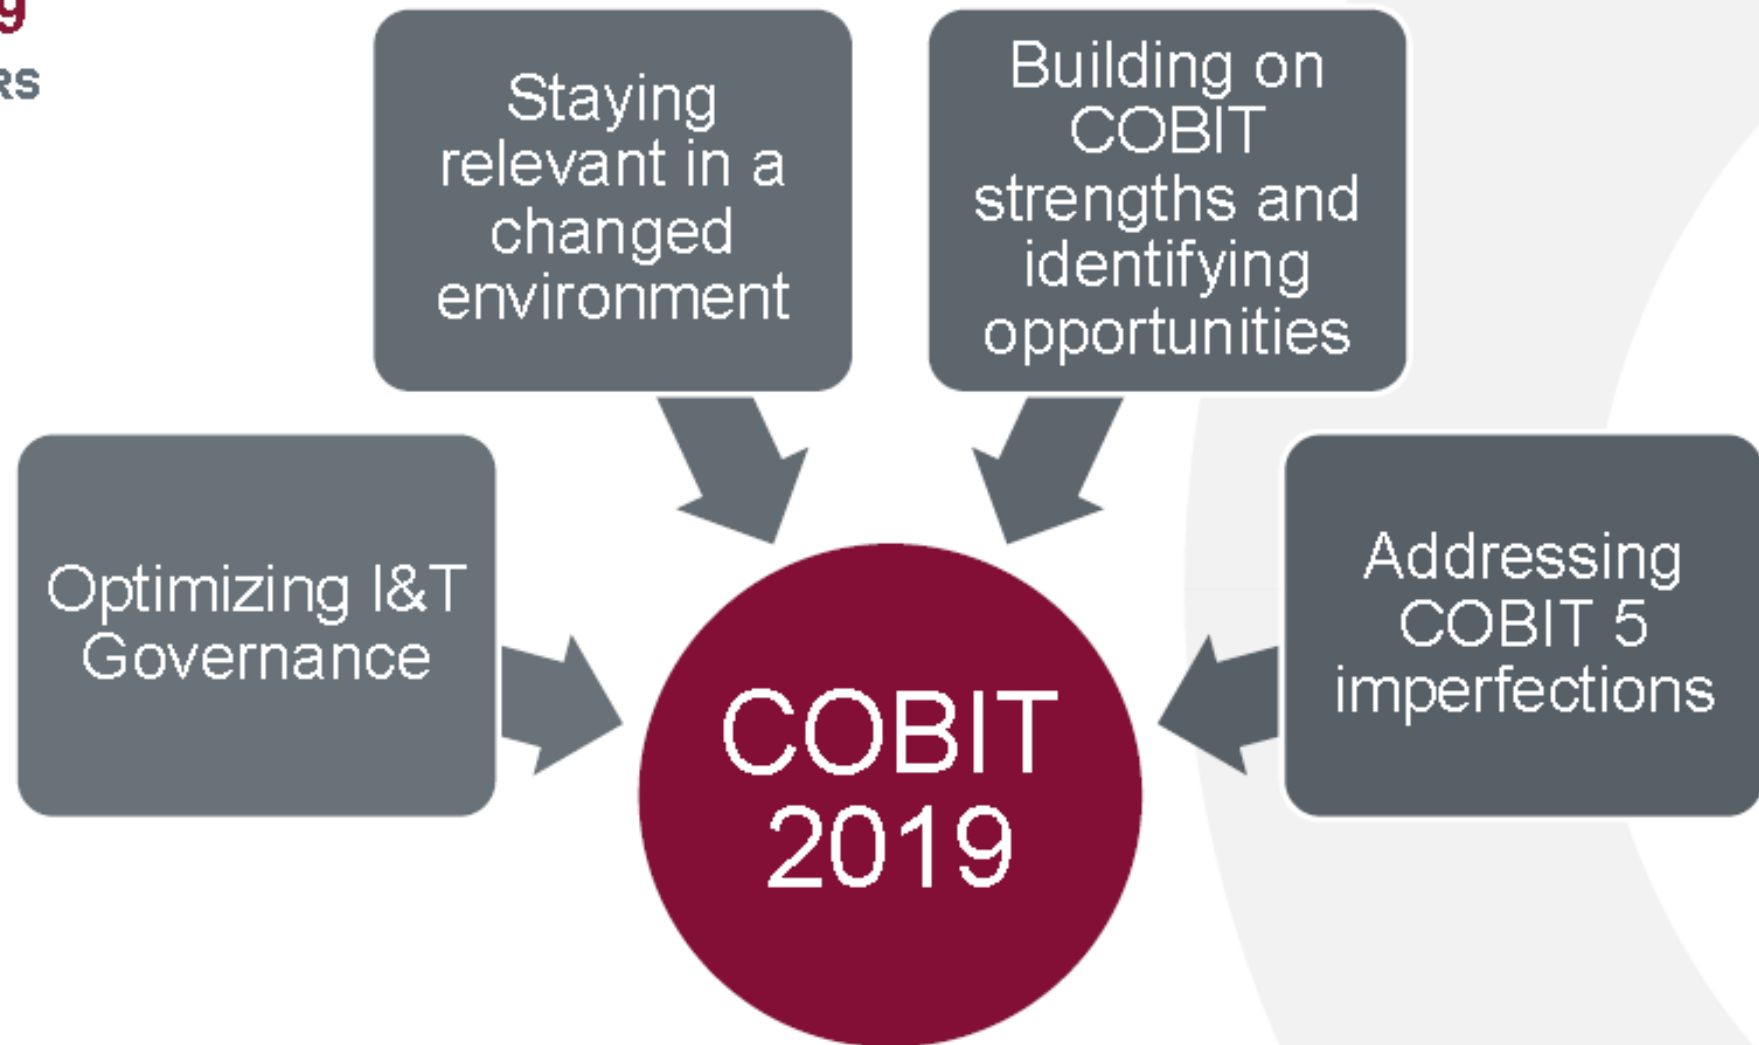 Staying
relevant in a
changed
environment
Building on
COBIT
strengths and
identifying
opportunities
Optimizing I&T
Governance
Addressing
COBIT 5
imperfections
COBIT
2019